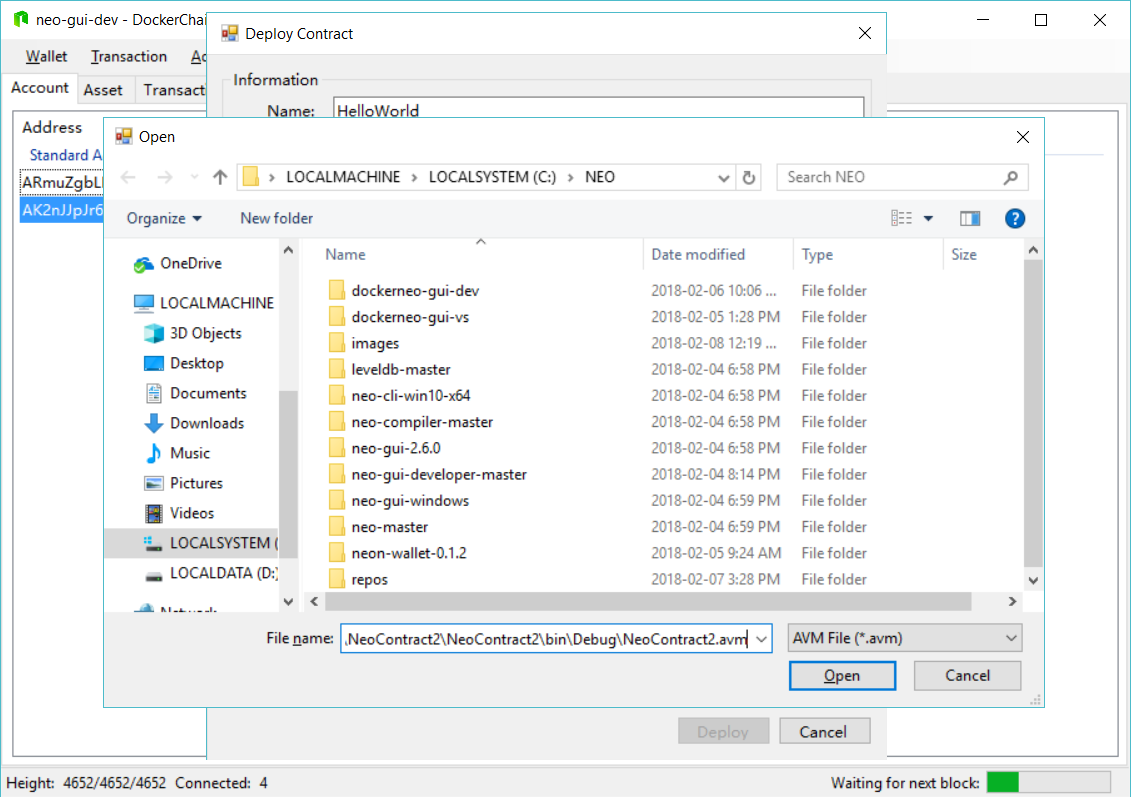 neo-gui-dev - DockerChai
Deploy Contract
Wallet Transaction Ad
Account Asset Transact
Information
Name: HelloWorld
Address
Standard A
ARmuZgbL
AK2nJJpJr6
Open
LOCALMACHINE > LOCALSYSTEM (C:) > NEO
Search NEO
Organize New folder
Name Date modified Type Size
OneDrive
LOCALMACHINE
3D Objects
Desktop
Documents
Downloads
Music
Pictures
Videos
LOCALSYSTEM (
LOCALDATA (D:)
Network
dockerneo-gui-dev 2018-02-06 10:06 ... File folder
dockerneo-gui-vs 2018-02-05 1:28 PM File folder
images 2018-02-08 12:19 ... File folder
leveldb-master 2018-02-04 6:58 PM File folder
neo-cli-win10-x64 2018-02-04 6:58 PM File folder
neo-compiler-master 2018-02-04 6:58 PM File folder
neo-gui-2.6.0 2018-02-04 6:58 PM File folder
neo-gui-developer-master 2018-02-04 8:14 PM File folder
neo-gui-windows 2018-02-04 6:59 PM File folder
neo-master 2018-02-04 6:59 PM File folder
neon-wallet-0.1.2 2018-02-05 9:24 AM File folder
repos 2018-02-07 3:28 PM File folder
File name: \NeoContract2\NeoContract2\bin\Debug\NeoContract2.avm
AVM File (*.avm)
Open Cancel
Deploy Cancel
Height: 4652/4652/4652 Connected: 4
Waiting for next block: